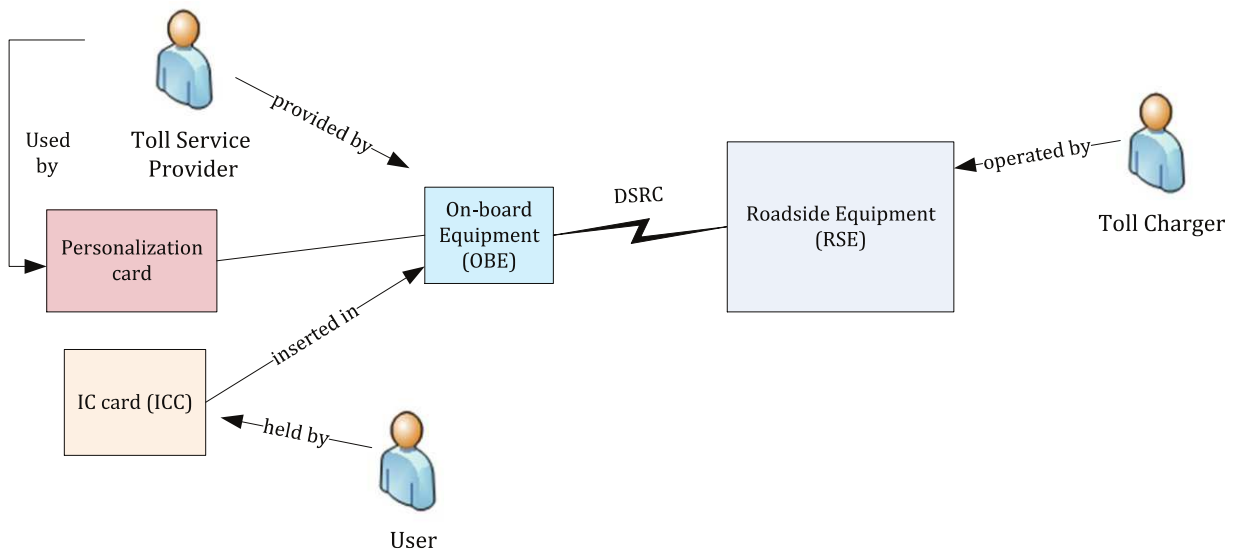 Used
by
Toll Service
Provider
provided by
Personalization
card
On-board
Equipment
(OBE)
DSRC
Roadside Equipment
(RSE)
operated by
Toll Charger
inserted in
IC card (ICC)
held by
User